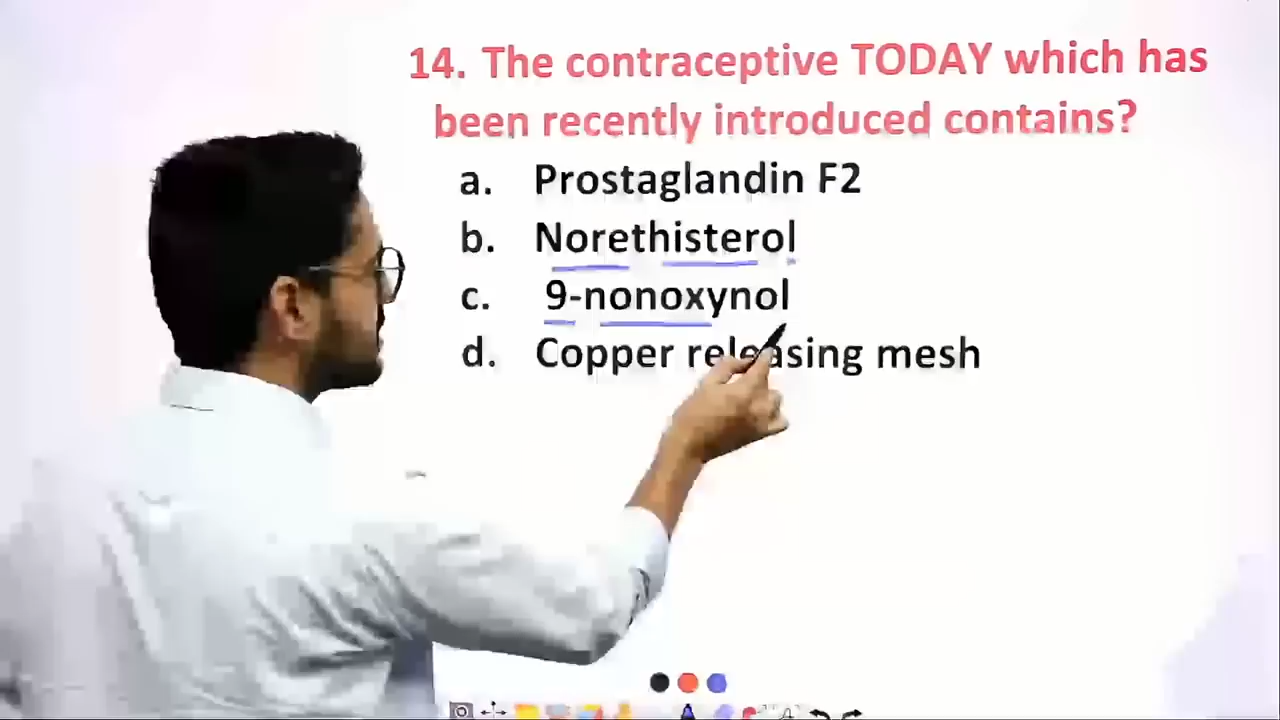 14. The contraceptive TODAY which has
been recently introduced contains?
a. Prostaglandin F2
b. Norethisterol
c. 9-nonoxynol
d. Copper releasing mesh